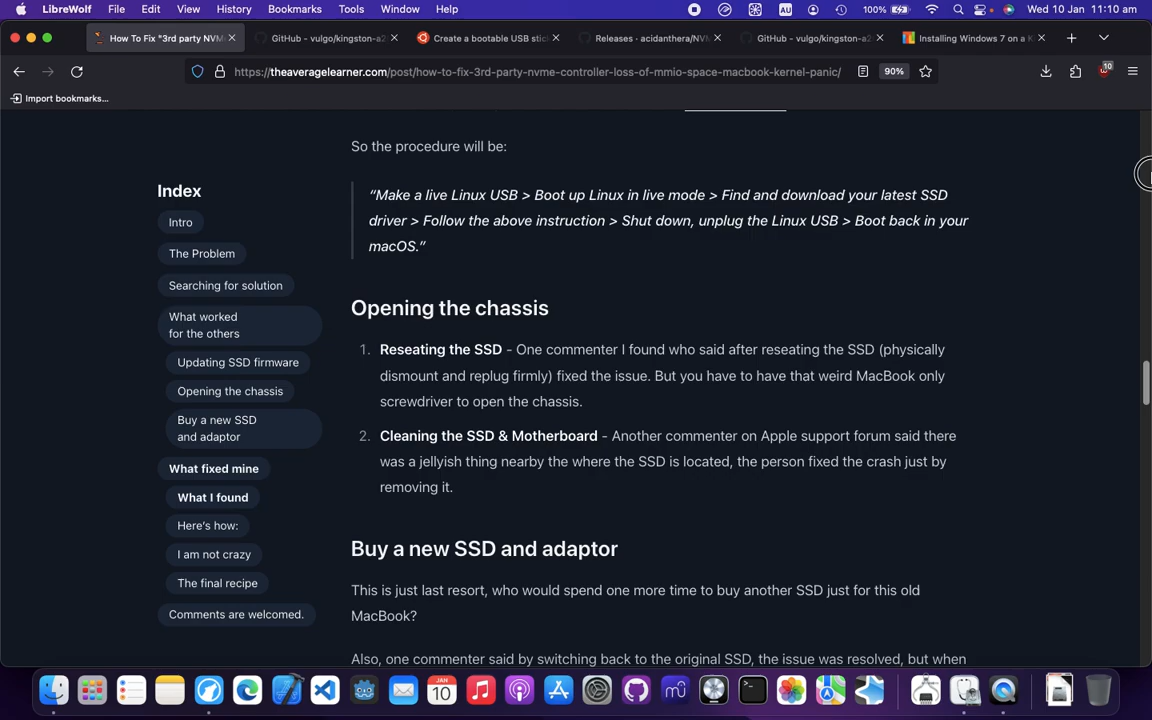 LibreWolf File Edit View History Bookmarks Tools Window Help
AU 100% Wed 10 Jan 11:10 am
How To Fix "3rd party NVM
GitHub - vulgo/kingston-a2
Create a bootable USB stic
Releases · acidanthera/NVM
GitHub - vulgo/kingston-a2
Installing Windows 7 on a K
https://theaveragelearner.com/post/how-to-fix-3rd-party-nvme-controller-loss-of-mmio-space-macbook-kernel-panic/
90%
10
Import bookmarks...
Index
Intro
The Problem
Searching for solution
What worked
for the others
Updating SSD firmware
Opening the chassis
Buy a new SSD
and adaptor
What fixed mine
What I found
Here's how:
I am not crazy
The final recipe
Comments are welcomed.
So the procedure will be:
“Make a live Linux USB > Boot up Linux in live mode > Find and download your latest SSD
driver > Follow the above instruction > Shut down, unplug the Linux USB > Boot back in your
macOS.”
Opening the chassis
1. Reseating the SSD - One commenter I found who said after reseating the SSD (physically
dismount and replug firmly) fixed the issue. But you have to have that weird MacBook only
screwdriver to open the chassis.
2. Cleaning the SSD & Motherboard - Another commenter on Apple support forum said there
was a jellyish thing nearby the where the SSD is located, the person fixed the crash just by
removing it.
Buy a new SSD and adaptor
This is just last resort, who would spend one more time to buy another SSD just for this old
MacBook?
Also, one commenter said by switching back to the original SSD, the issue was resolved, but when
JAN
10